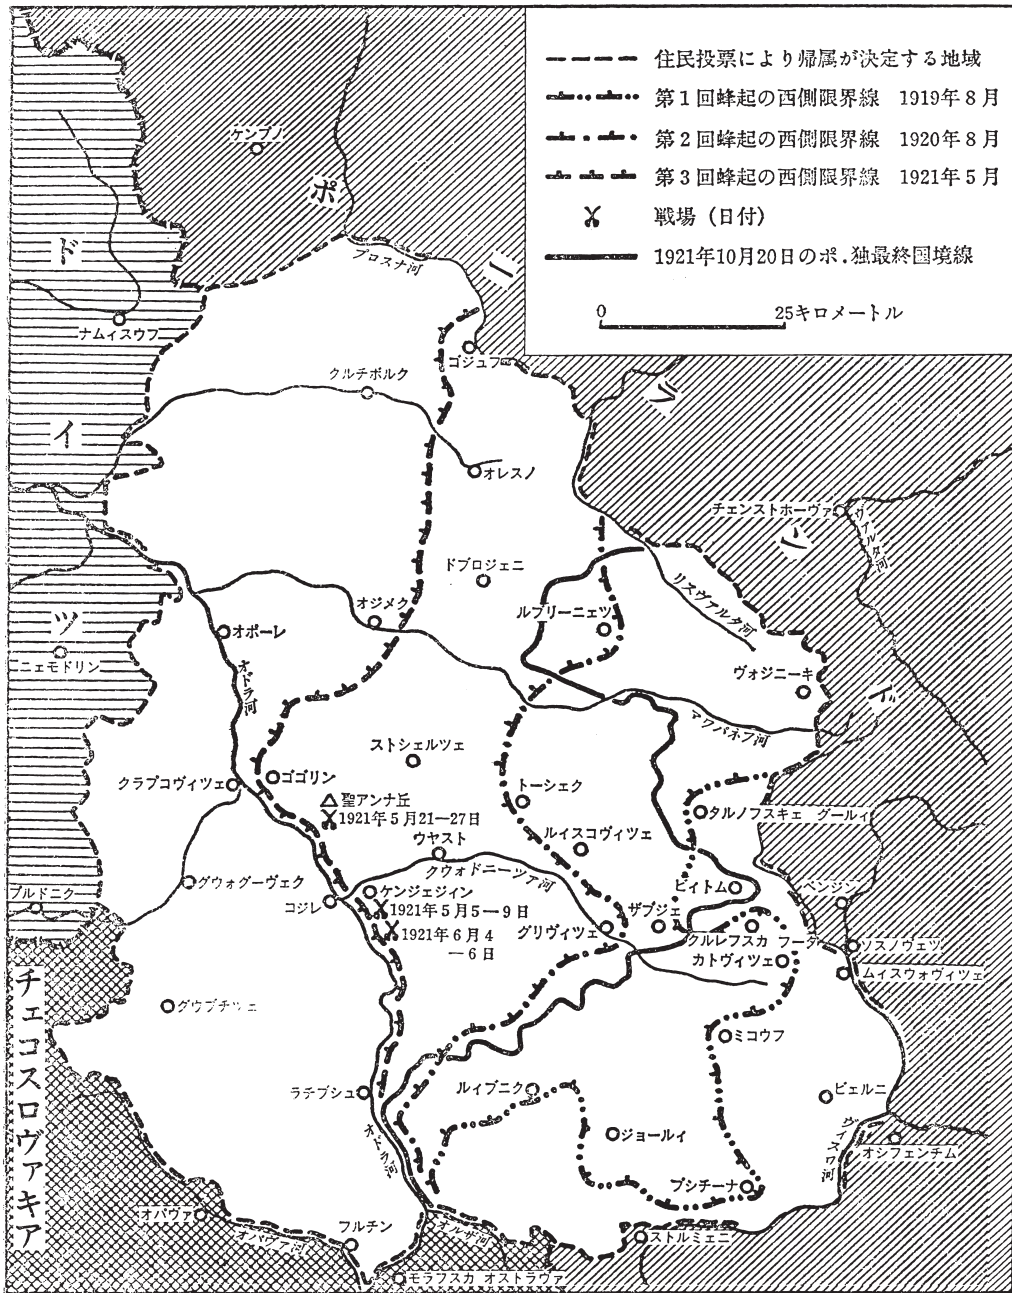 住民投票により帰属が決定する地域
第1回蜂起の西側限界線 1919年8月
第2回蜂起の西側限界線 1920年8月
第3回蜂起の西側限界線 1921年5月
戦場(日付)
1921年10月20日のポ.独最終国境線
0 25キロメートル
ドイツ
ポーランド
チェコスロヴァキア
ケンプノ
プロスナ河
ナムィスウフ
ゴジュフ
クルチボルク
オレスノ
チェンストホーヴァ
ヴァルタ河
ドブロジェニ
リスヴァルタ河
オジメク
ルブリーニェツ
オポーレ
ニェモドリン
オドラ河
ヴォジニーキ
マワパネフ河
ストシェルツェ
ゴゴリン
クラプコヴィツェ
トーシェク
聖アンナ丘
1921年5月21―27日
タルノフスキェ グールィ
ルィスコヴィツェ
ウヤスト
クウォドニーツァ河
グウォグーヴェク
ケンジェジィン
ビィトム
ベンジン
プルドニク
コジレ
1921年5月5―9日
ザブジェ
グリヴィツェ
1921年6月4
―6日
クルレフスカ フータ
カトヴィツェ
ソスノヴェツ
ムィスウォヴィツェ
グウプチツェ
ミコウフ
ラチブシュ
ルィブニク
ビェルニ
オドラ河
ジョールィ
ヴィスワ河
オシフェンチム
プシチーナ
オパヴァ
オパヴァ河
フルチン
オルザ河
ストルミェニ
モラフスカ オストラヴァ